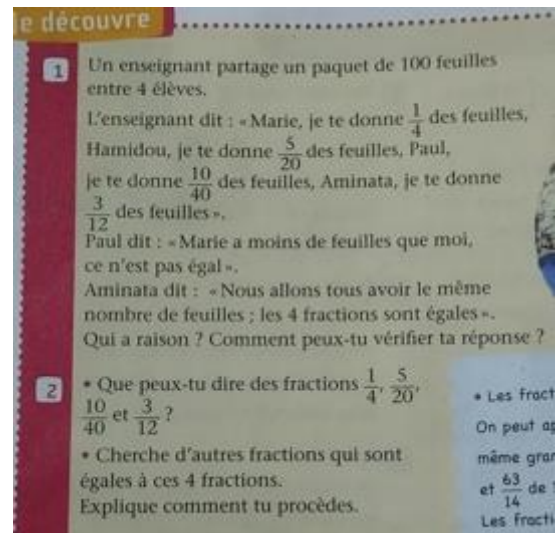 Je découvre
1 Un enseignant partage un paquet de 100 feuilles
entre 4 élèves.
L'enseignant dit : «Marie, je te donne 1/4 des feuilles,
Hamidou, je te donne 5/20 des feuilles, Paul,
je te donne 10/40 des feuilles, Aminata, je te donne
3/12 des feuilles».
Paul dit : «Marie a moins de feuilles que moi,
ce n'est pas égal».
Aminata dit : «Nous allons tous avoir le même
nombre de feuilles ; les 4 fractions sont égales».
Qui a raison ? Comment peux-tu vérifier ta réponse ?
2 • Que peux-tu dire des fractions 1/4, 5/20,
10/40 et 3/12 ?
• Cherche d'autres fractions qui sont
égales à ces 4 fractions.
Explique comment tu procèdes.
• Les fract
On peut ap
même gran
et 63/14 de
Les fracti